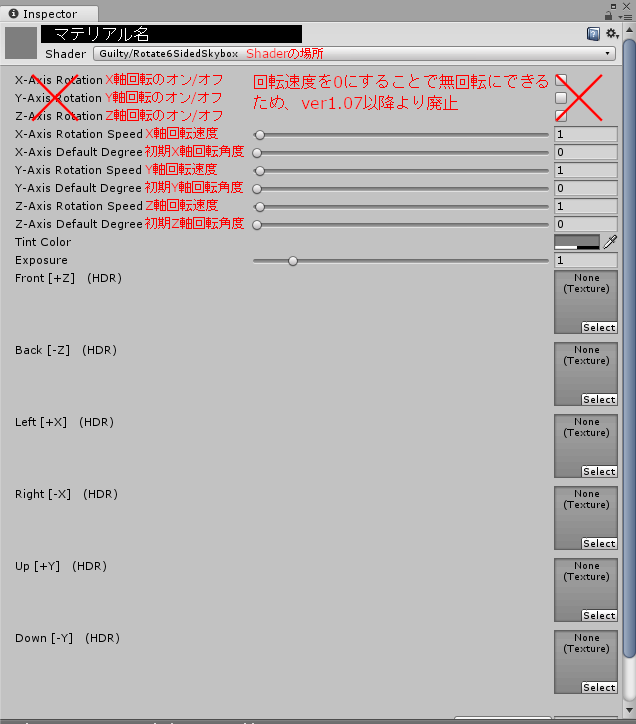 Inspector
マテリアル名
Shader Guilty/Rotate6SidedSkybox Shaderの場所
X-Axis Rotation X軸回転のオン/オフ 回転速度を0にすることで無回転にできる
Y-Axis Rotation Y軸回転のオン/オフ ため、ver1.07以降より廃止
Z-Axis Rotation Z軸回転のオン/オフ
X-Axis Rotation Speed X軸回転速度 1
X-Axis Default Degree 初期X軸回転角度 0
Y-Axis Rotation Speed Y軸回転速度 1
Y-Axis Default Degree 初期Y軸回転角度 0
Z-Axis Rotation Speed Z軸回転速度 1
Z-Axis Default Degree 初期Z軸回転角度 0
Tint Color
Exposure 1
Front [+Z] (HDR) None
(Texture)
Select
Back [-Z] (HDR) None
(Texture)
Select
Left [+X] (HDR) None
(Texture)
Select
Right [-X] (HDR) None
(Texture)
Select
Up [+Y] (HDR) None
(Texture)
Select
Down [-Y] (HDR) None
(Texture)
Select